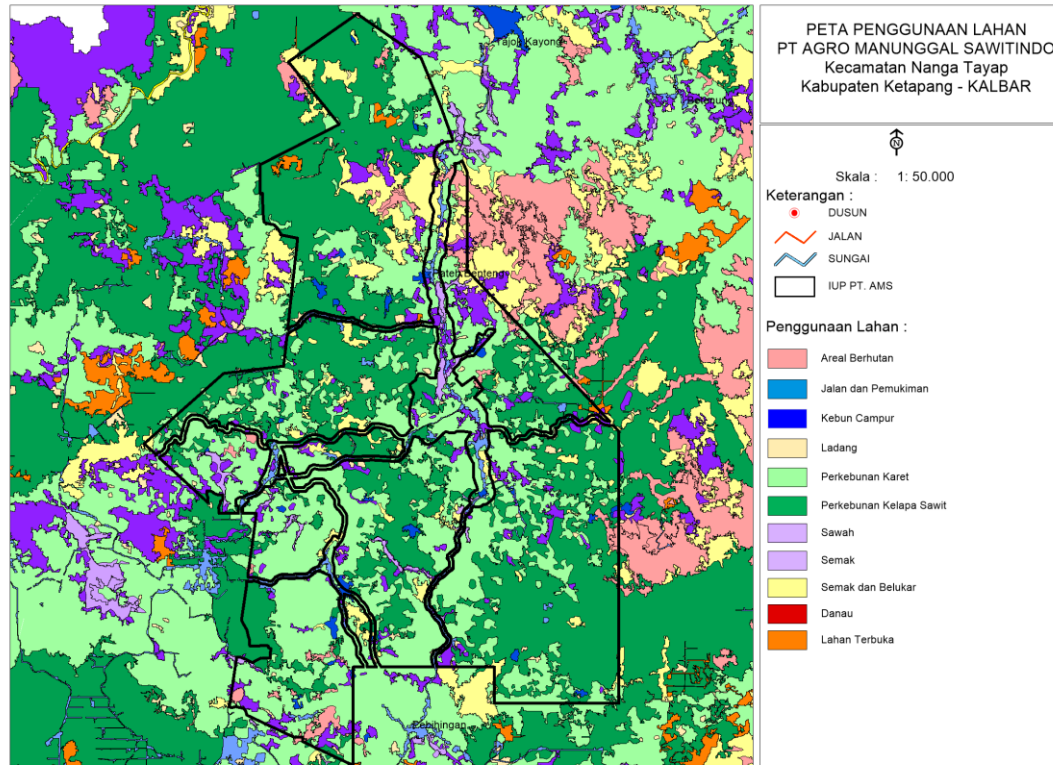 PETA PENGGUNAAN LAHAN
PT AGRO MANUNGGAL SAWITINDO
Kecamatan Nanga Tayap
Kabupaten Ketapang - KALBAR
N
Skala : 1: 50.000
Keterangan :
DUSUN
JALAN
SUNGAI
IUP PT. AMS
Penggunaan Lahan :
Areal Berhutan
Jalan dan Pemukiman
Kebun Campur
Ladang
Perkebunan Karet
Perkebunan Kelapa Sawit
Sawah
Semak
Semak dan Belukar
Danau
Lahan Terbuka
Kayong
Benteng